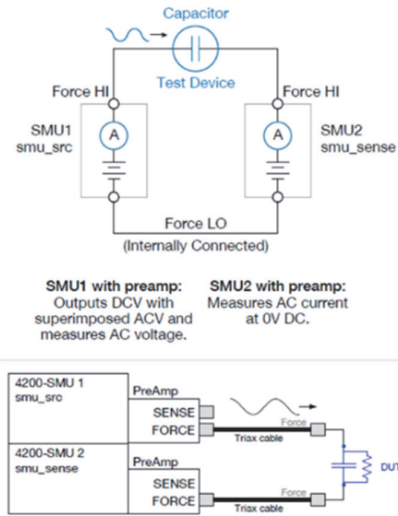 Capacitor
Test Device
Force HI
Force HI
SMU1
smu_src
A
A
SMU2
smu_sense
Force LO
(Internally Connected)
SMU1 with preamp:
Outputs DCV with
superimposed ACV and
measures AC voltage.
SMU2 with preamp:
Measures AC current
at 0V DC.
4200-SMU 1
smu_src
PreAmp
SENSE
FORCE
Force
Triax cable
DUT
4200-SMU 2
smu_sense
PreAmp
SENSE
FORCE
Force
Triax cable